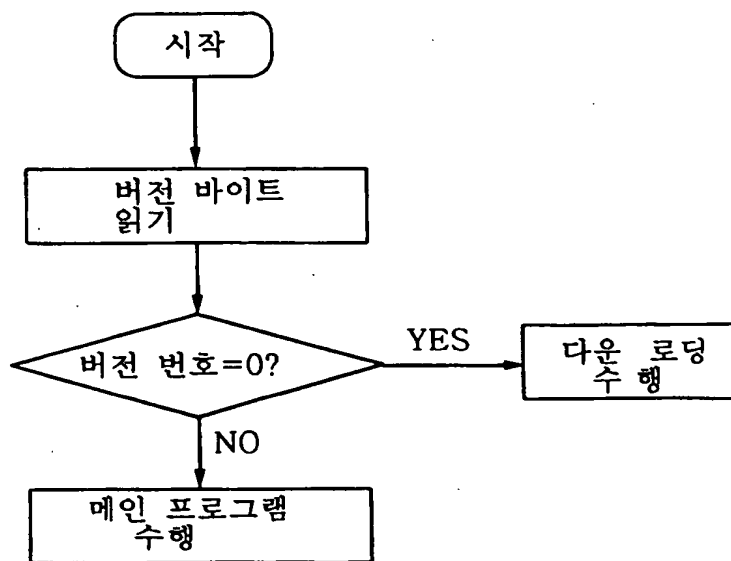 시작
버전 바이트
읽기
버전 번호=0?
YES
다운 로딩
수 행
NO
메인 프로그램
수행